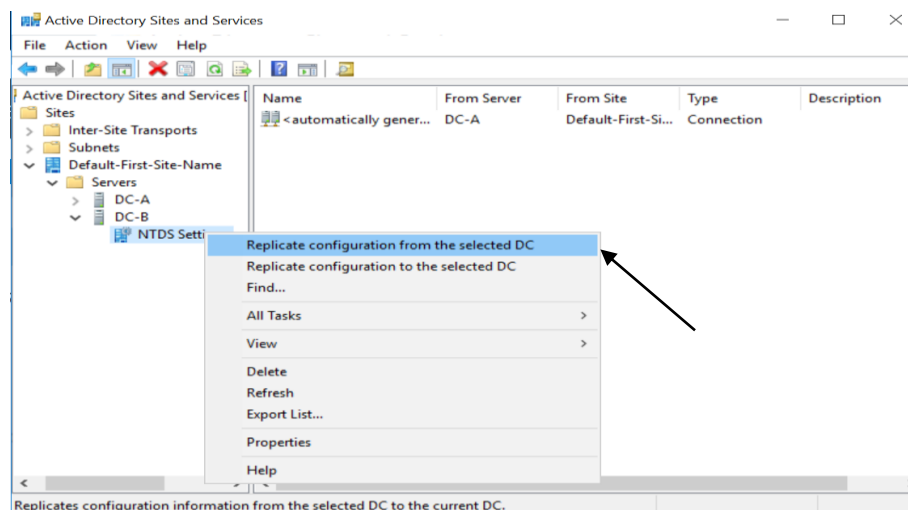 Active Directory Sites and Services
File Action View Help
Active Directory Sites and Services [
Name From Server From Site Type Description
Sites
<automatically gener... DC-A Default-First-Si... Connection
Inter-Site Transports
Subnets
Default-First-Site-Name
Servers
DC-A
DC-B
NTDS Setti
Replicate configuration from the selected DC
Replicate configuration to the selected DC
Find...
All Tasks
View
Delete
Refresh
Export List...
Properties
Help
Replicates configuration information from the selected DC to the current DC.